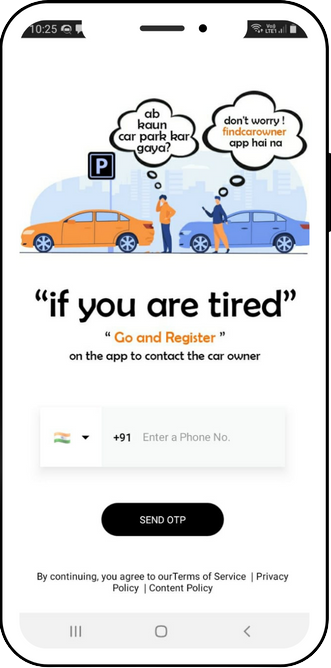 10:25
Vo)) LTE1
ab
kaun
car park kar
gaya?
don't worry !
findcarowner
app hai na
P
“if you are tired”
“ Go and Register ”
on the app to contact the car owner
+91 Enter a Phone No.
SEND OTP
By continuing, you agree to ourTerms of Service | Privacy
Policy | Content Policy